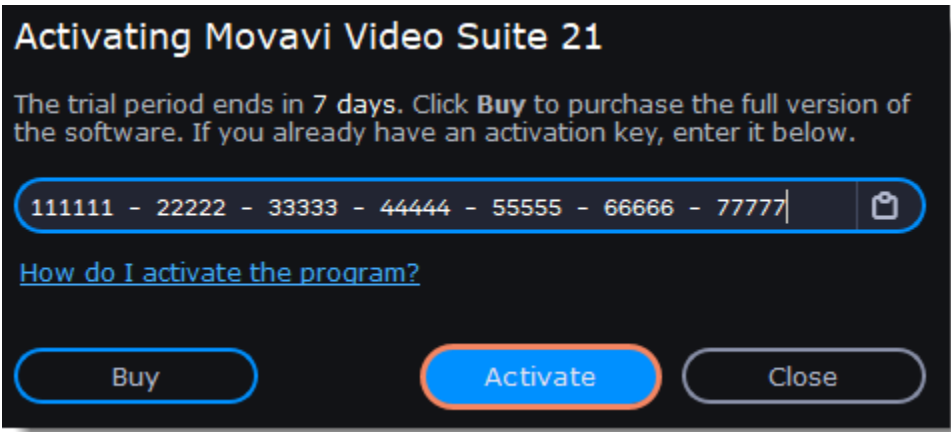 Activating Movavi Video Suite 21
The trial period ends in 7 days. Click Buy to purchase the full version of
the software. If you already have an activation key, enter it below.
111111 - 22222 - 33333 - 44444 - 55555 - 66666 - 77777
How do I activate the program?
Buy Activate Close